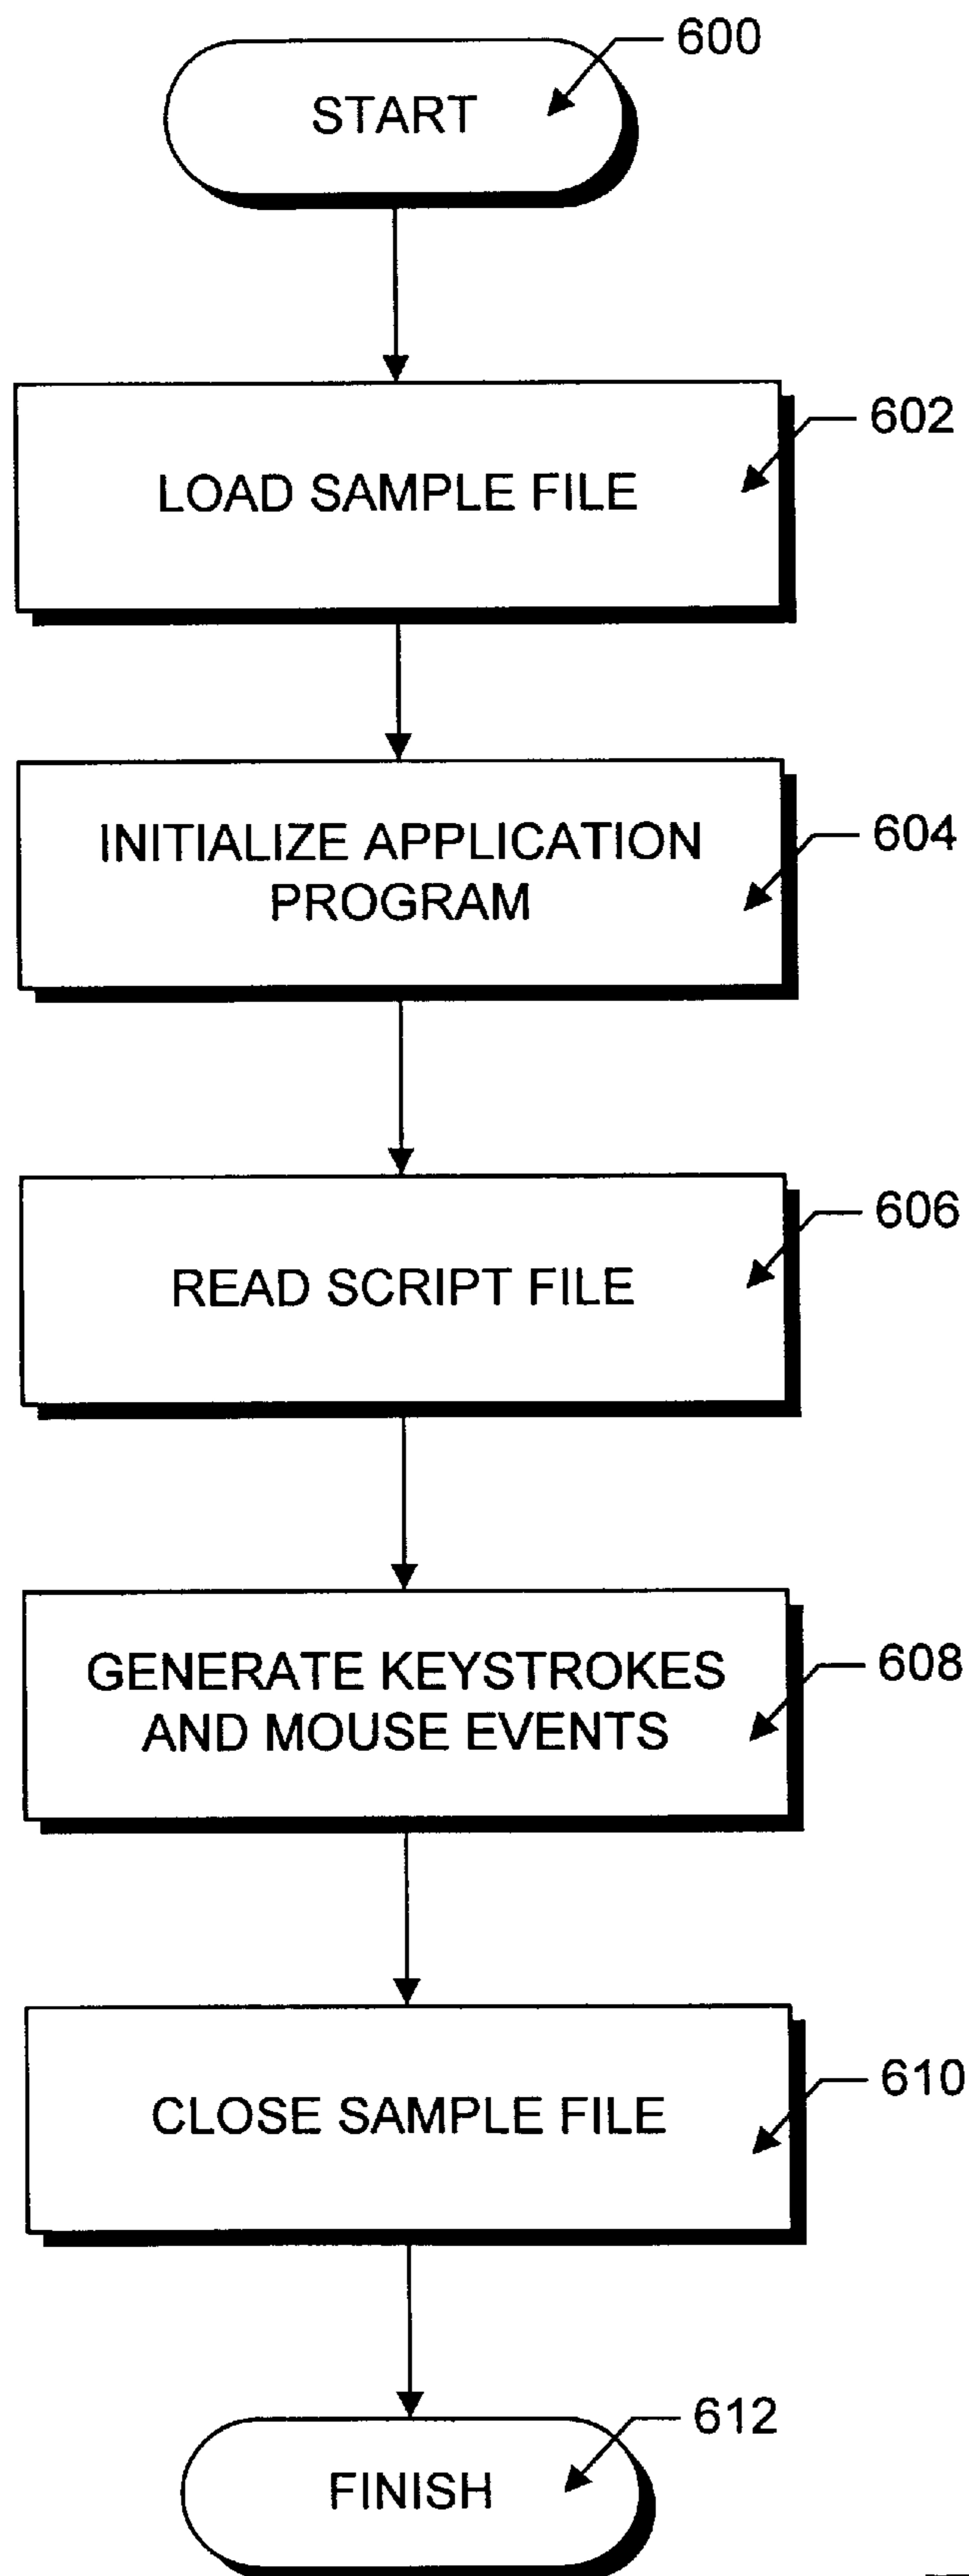 600
START
602
LOAD SAMPLE FILE
604
INITIALIZE APPLICATION
PROGRAM
606
READ SCRIPT FILE
608
GENERATE KEYSTROKES
AND MOUSE EVENTS
610
CLOSE SAMPLE FILE
612
FINISH